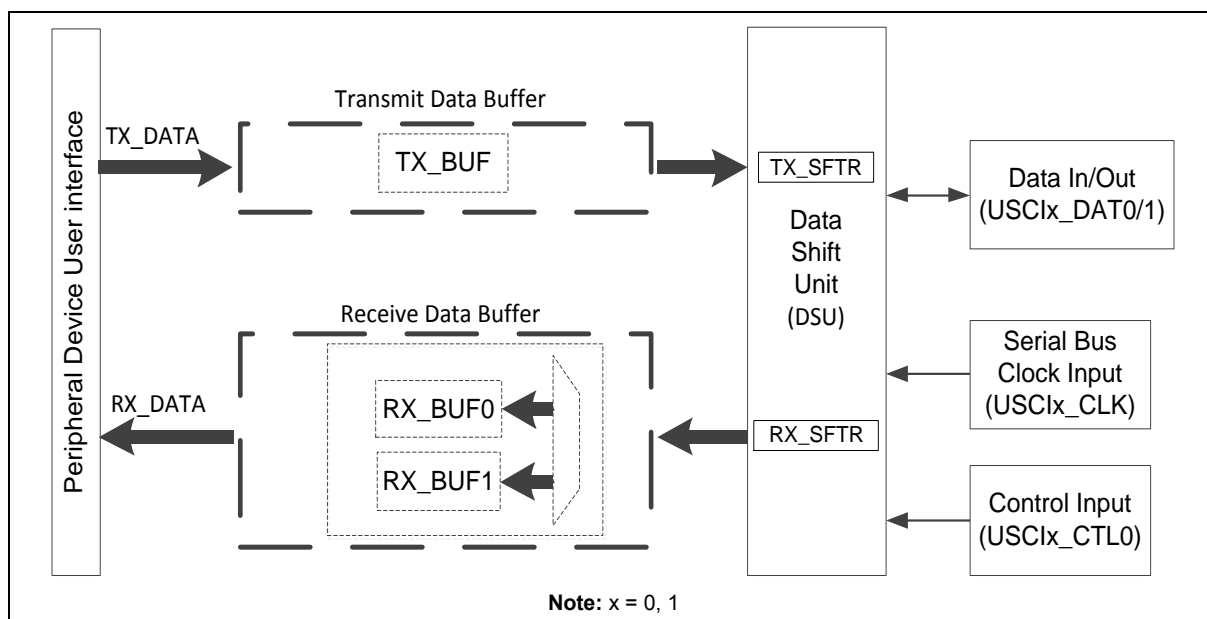 Peripheral Device User interface
TX_DATA
Transmit Data Buffer
TX_BUF
RX_DATA
Receive Data Buffer
RX_BUF0
RX_BUF1
TX_SFTR
Data
Shift
Unit
(DSU)
RX_SFTR
Data In/Out
(USCIx_DAT0/1)
Serial Bus
Clock Input
(USCIx_CLK)
Control Input
(USCIx_CTL0)
Note: x = 0, 1